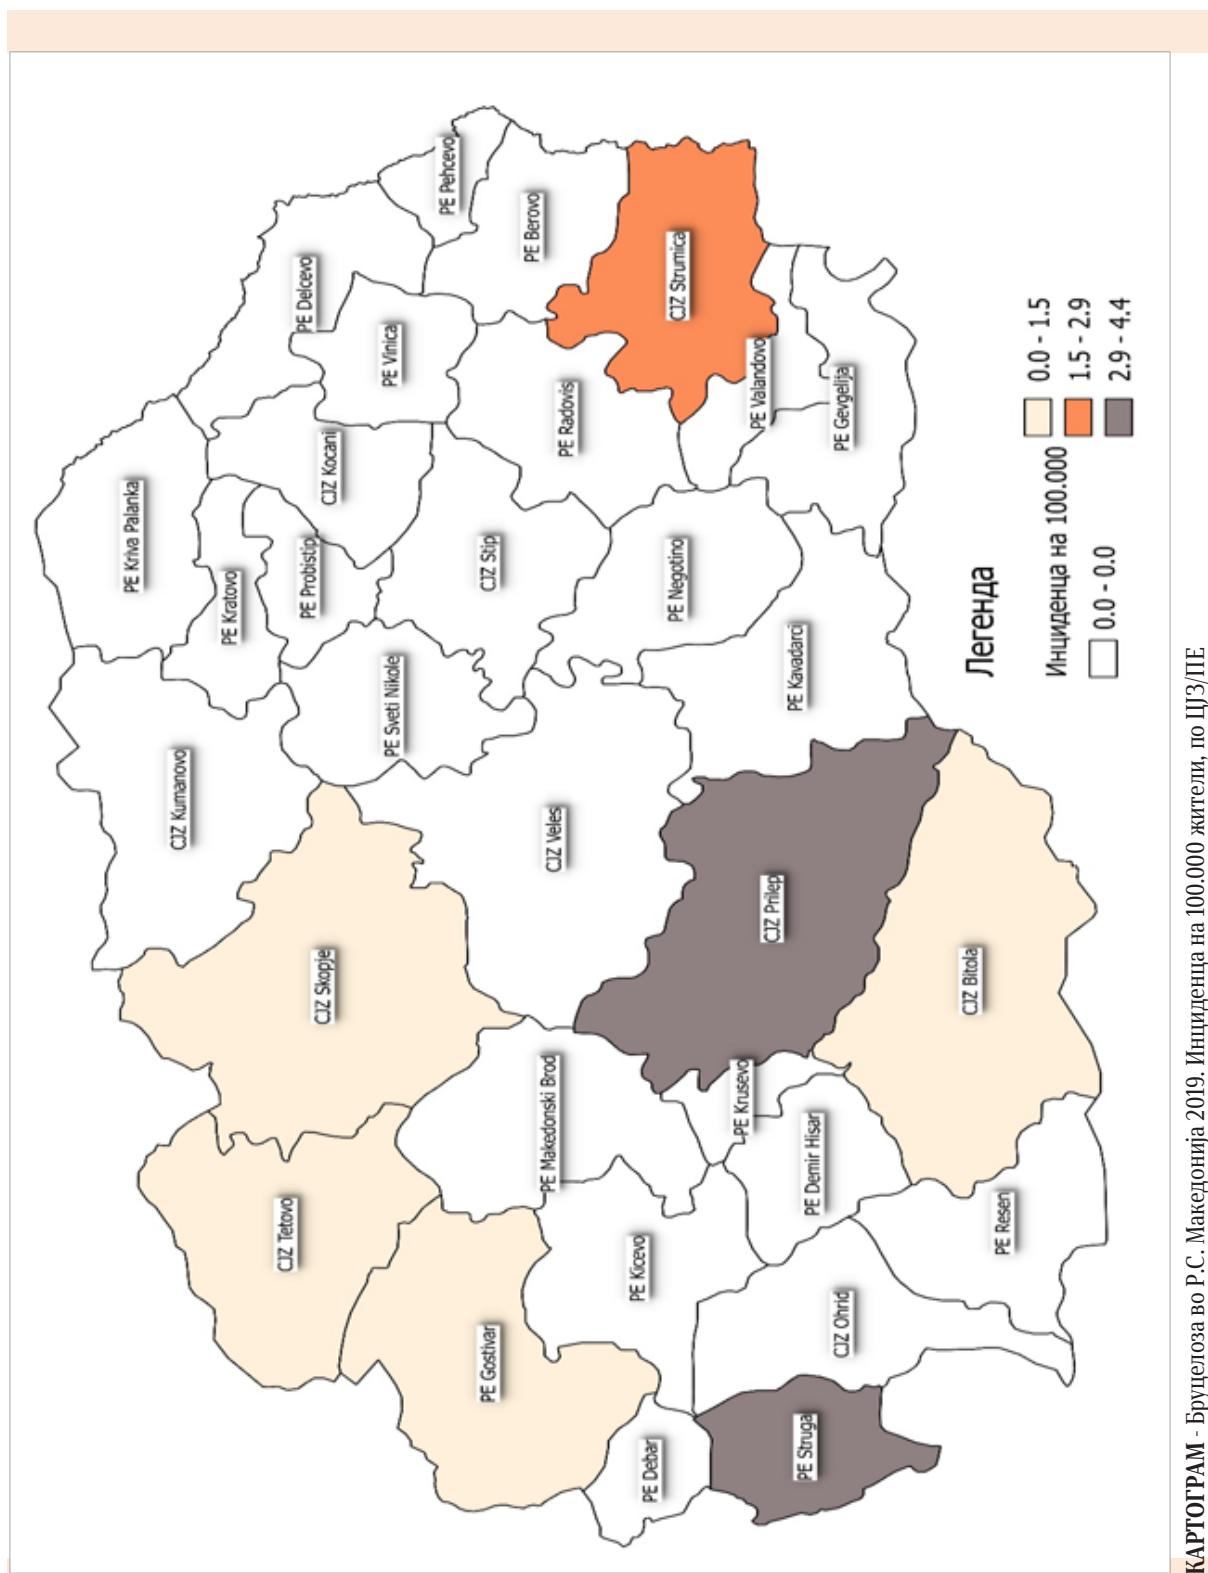 PE Kriva Palanka
CJZ Kumanovo
PE Kratovo
PE Delcevo
PE Pehcevo
PE Probistip
CJZ Kocani
CJZ Skopje
CJZ Tetovo
PE Vinica
PE Sveti Nikole
PE Berovo
CJZ Stip
PE Gostivar
PE Radovis
CJZ Veles
PE Makedonski Brod
PE Kicevo
PE Debar
CJZ Strumica
PE Negotino
PE Valandovo
PE Krusevo
CJZ Prilep
PE Kavadarci
PE Demir Hisar
PE Struga
CJZ Ohrid
PE Gevgelija
CJZ Bitola
PE Resen
Легенда
Инциденца на 100.000
0.0 - 0.0
0.0 - 1.5
1.5 - 2.9
2.9 - 4.4
КАРТОГРАМ - Бруцелоза во Р.С. Македонија 2019. Инциденца на 100.000 жители, по ЦЈЗ/ПЕ